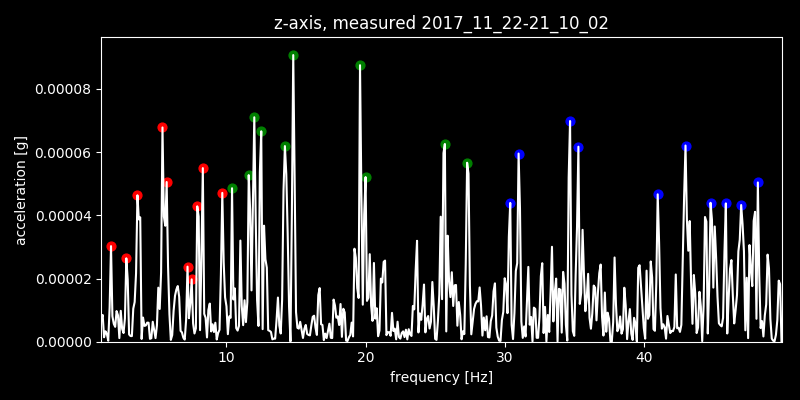 z-axis, measured 2017_11_22-21_10_02
acceleration [g]
0.00008
0.00006
0.00004
0.00002
0.00000
10 20 30 40
frequency [Hz]